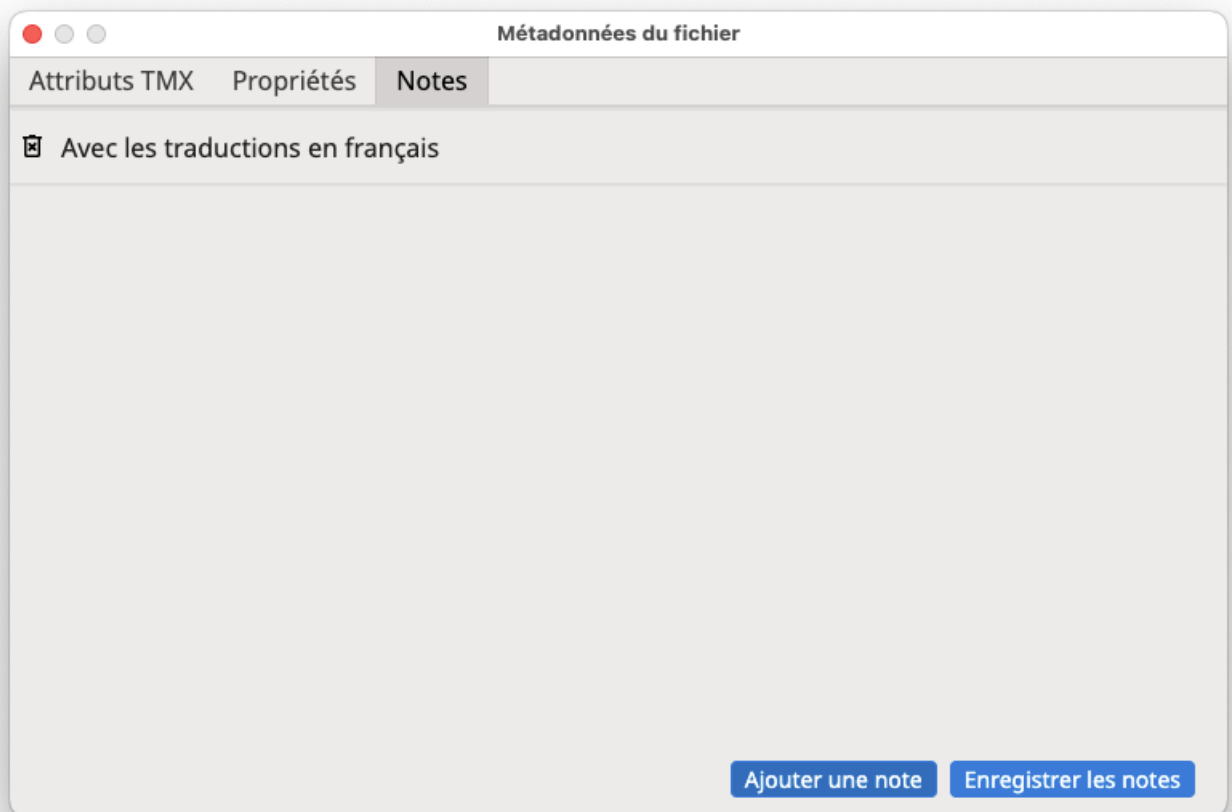 Métadonnées du fichier
Attributs TMX Propriétés Notes
Avec les traductions en français
Ajouter une note Enregistrer les notes